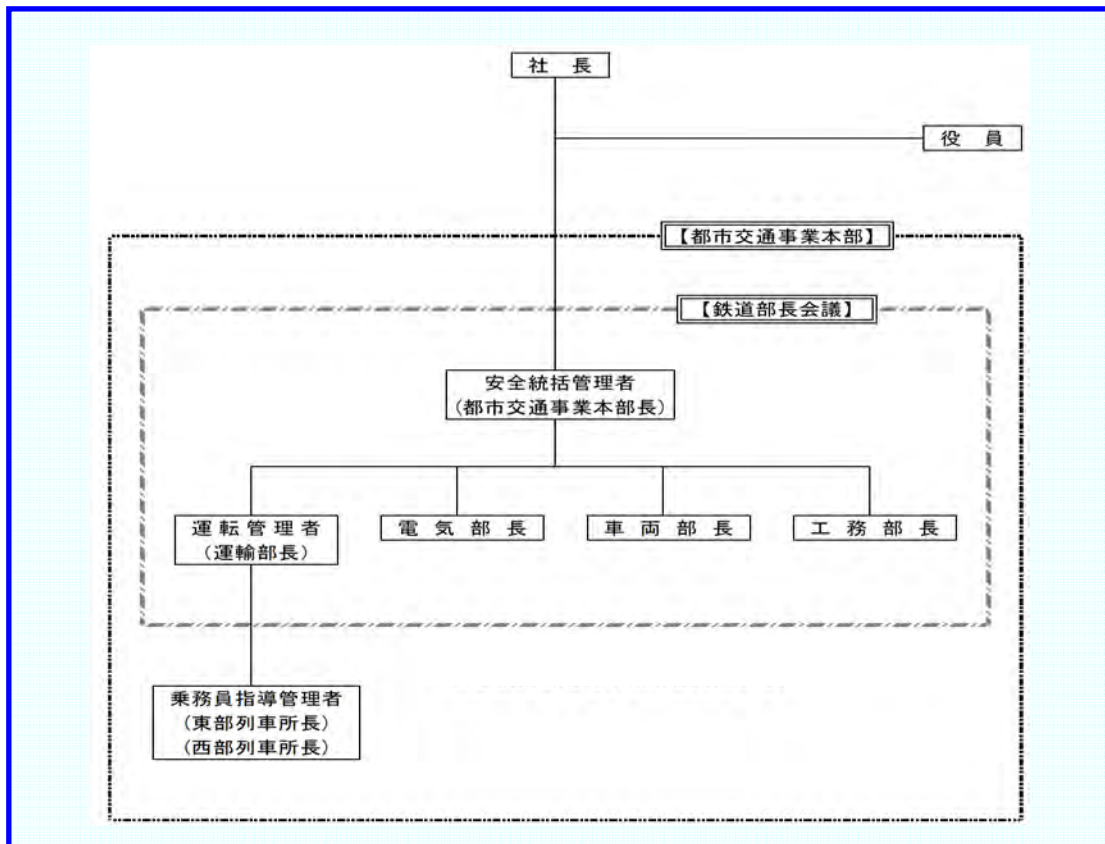 社 長
役 員
【都市交通事業本部】
【鉄道部長会議】
安全統括管理者
(都市交通事業本部長)
運転管理者
(運輸部長)
電気部長
車両部長
工務部長
乗務員指導管理者
(東部列車所長)
(西部列車所長)